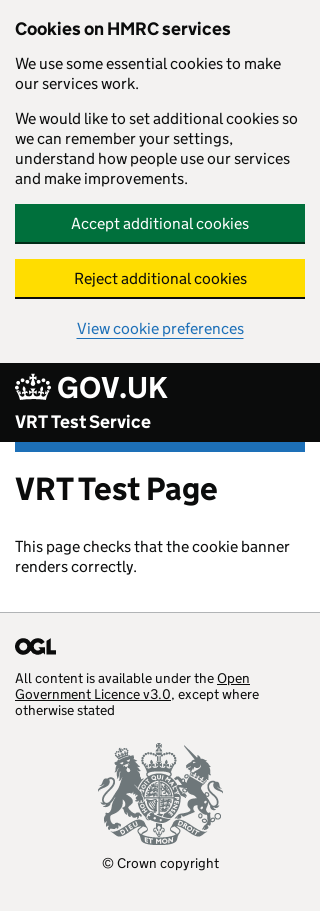 Cookies on HMRC services
We use some essential cookies to make
our services work.
We would like to set additional cookies so
we can remember your settings,
understand how people use our services
and make improvements.
Accept additional cookies
Reject additional cookies
View cookie preferences
GOV.UK
VRT Test Service
VRT Test Page
This page checks that the cookie banner
renders correctly.
OGL
All content is available under the Open
Government Licence v3.0, except where
otherwise stated
DIEU ET MON DROIT
© Crown copyright